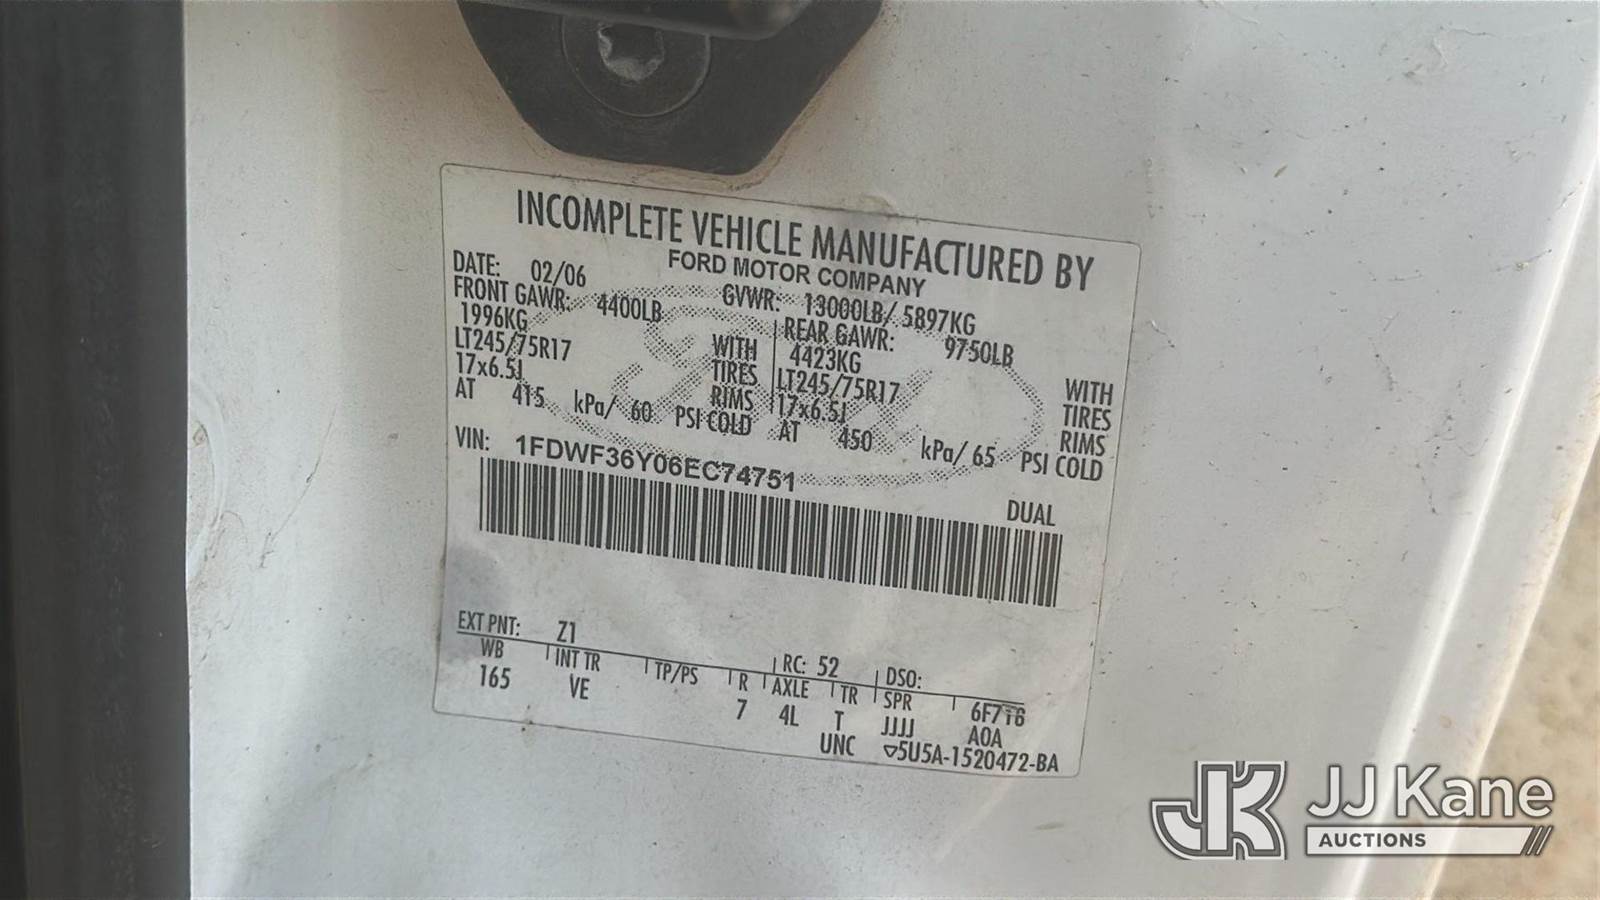 INCOMPLETE VEHICLE MANUFACTURED BY
FORD MOTOR COMPANY
DATE: 02/06 GVWR: 13000LB/ 5897KG
FRONT GAWR: 4400LB REAR GAWR: 9750LB
1996KG WITH 4423KG WITH
LT245/75R17 TIRES LT245/75R17 TIRES
17x6.5J RIMS 17x6.5J RIMS
AT 415 kPa/ 60 PSI COLD AT 450 kPa/ 65 PSI COLD
VIN: 1FDWF36Y06EC74751
DUAL
EXT PNT: Z1 RC: 52 DSO:
WB INT TR TP/PS R AXLE TR SPR 6F716
165 VE 7 4L T JJJJ A0A
UNC 5U5A-1520472-BA
JK JJ Kane
AUCTIONS